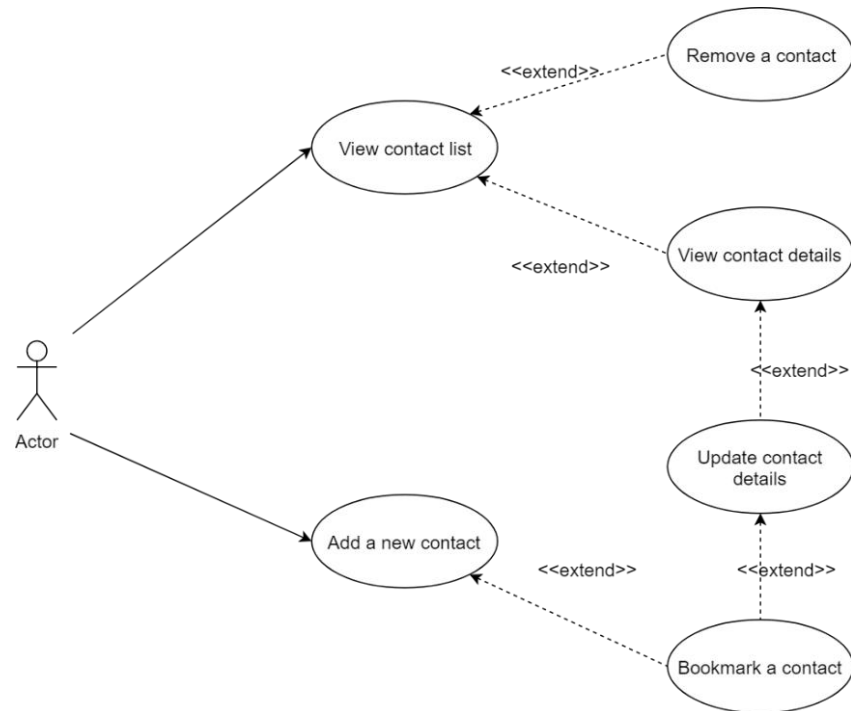 Remove a contact
<<extend>>
View contact list
View contact details
<<extend>>
<<extend>>
Actor
Update contact
details
Add a new contact
<<extend>>
<<extend>>
Bookmark a contact